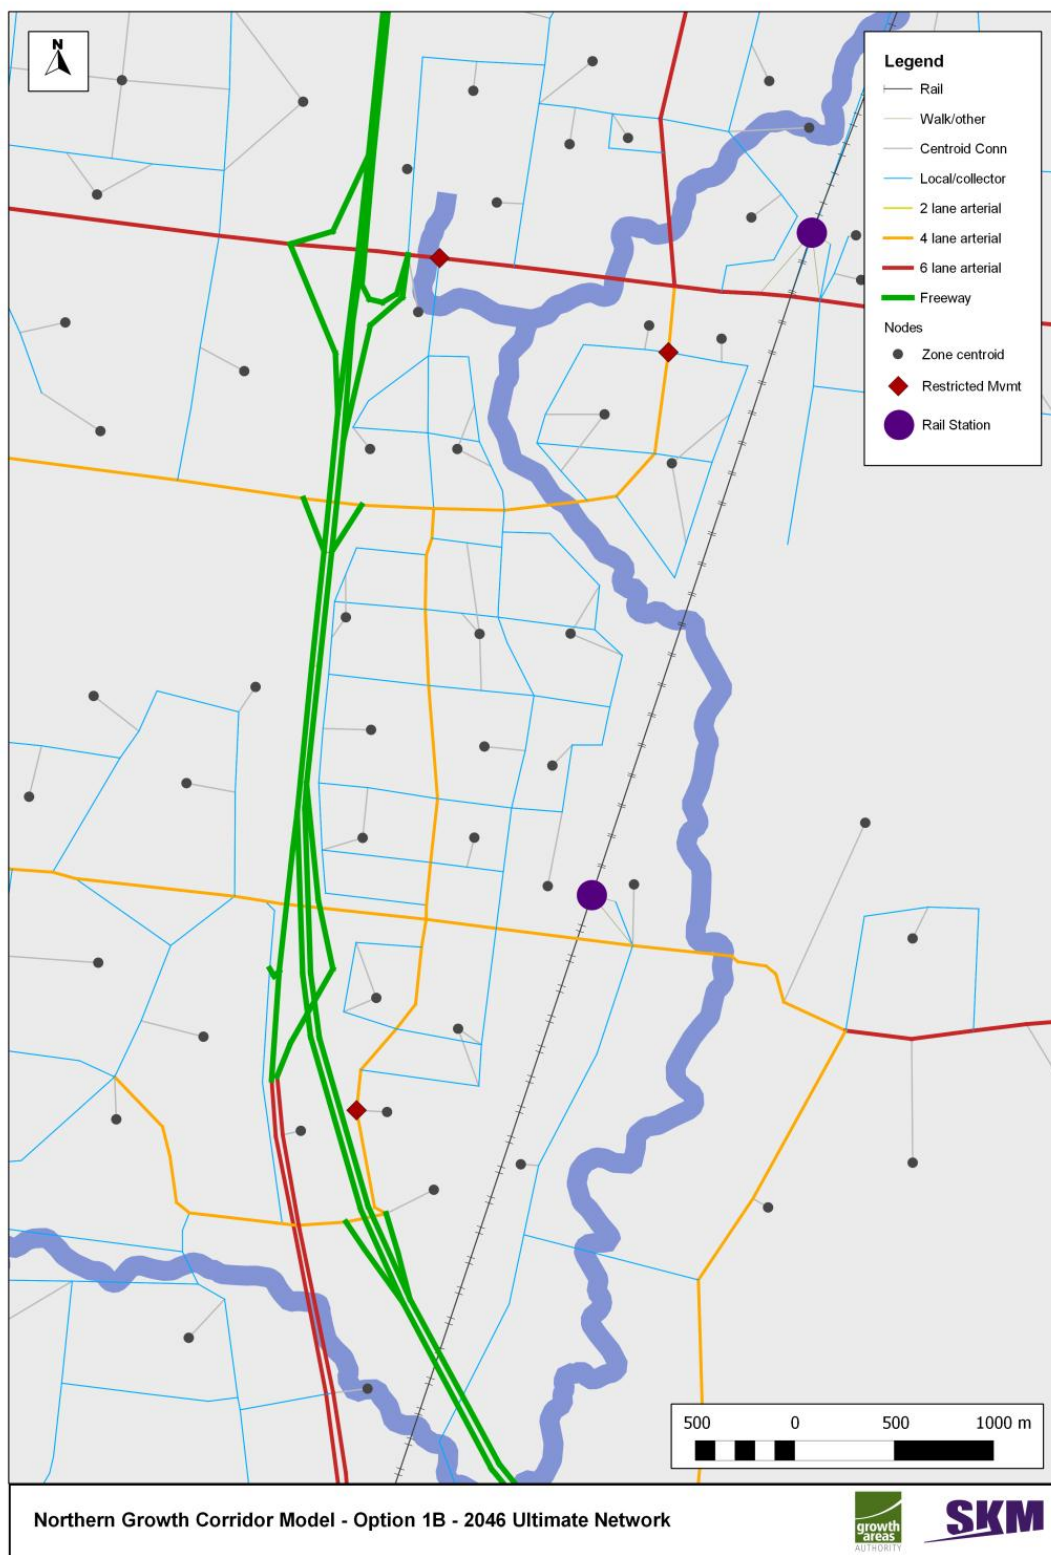 N
Legend
Rail
Walk/other
Centroid Conn
Local/collector
2 lane arterial
4 lane arterial
6 lane arterial
Freeway
Nodes
Zone centroid
Restricted Mvmt
Rail Station
500 0 500 1000 m
Northern Growth Corridor Model - Option 1B - 2046 Ultimate Network
growth
areas
AUTHORITY
SKM